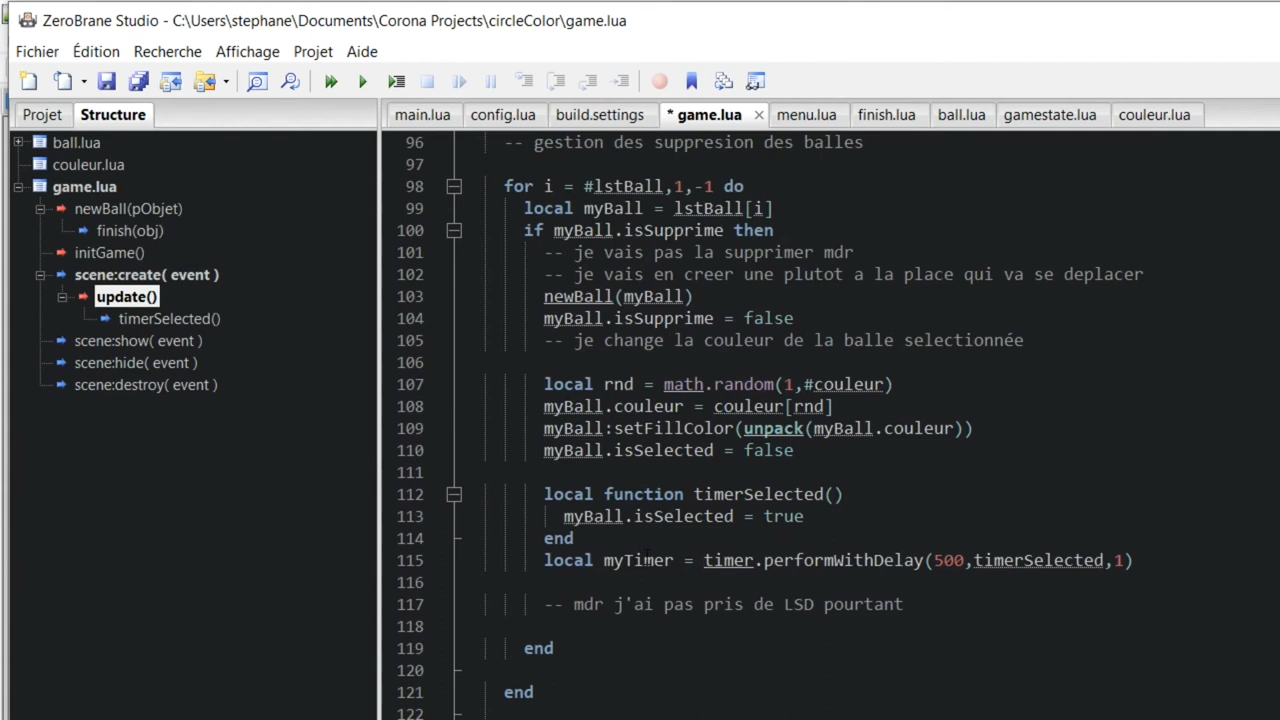 ZeroBrane Studio - C:\Users\stephane\Documents\Corona Projects\circleColor\game.lua
Fichier Édition Recherche Affichage Projet Aide
Projet Structure
main.lua config.lua build.settings * game.lua menu.lua finish.lua ball.lua gamestate.lua couleur.lua
ball.lua
couleur.lua
game.lua
newBall(pObjet)
finish(obj)
initGame()
scene:create( event )
update()
timerSelected()
scene:show( event )
scene:hide( event )
scene:destroy( event )
96 -- gestion des suppresion des balles
97
98 for i = #lstBall,1,-1 do
99 local myBall = lstBall[i]
100 if myBall.isSupprime then
101 -- je vais pas la supprimer mdr
102 -- je vais en creer une plutot a la place qui va se deplacer
103 newBall(myBall)
104 myBall.isSupprime = false
105 -- je change la couleur de la balle selectionnée
106
107 local rnd = math.random(1,#couleur)
108 myBall.couleur = couleur[rnd]
109 myBall:setFillColor(unpack(myBall.couleur))
110 myBall.isSelected = false
111
112 local function timerSelected()
113 myBall.isSelected = true
114 end
115 local myTimer = timer.performWithDelay(500,timerSelected,1)
116
117 -- mdr j'ai pas pris de LSD pourtant
118
119 end
120
121 end
122